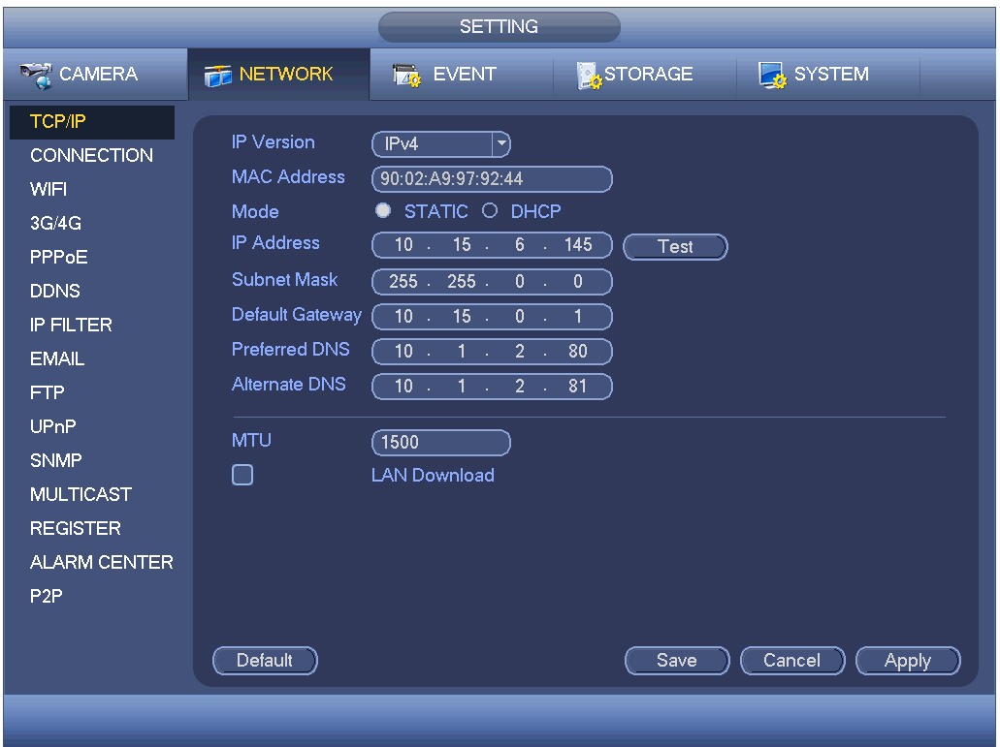 SETTING
CAMERA NETWORK EVENT STORAGE SYSTEM
TCP/IP
CONNECTION
WIFI
3G/4G
PPPoE
DDNS
IP FILTER
EMAIL
FTP
UPnP
SNMP
MULTICAST
REGISTER
ALARM CENTER
P2P
IP Version IPv4
MAC Address 90:02:A9:97:92:44
Mode STATIC DHCP
IP Address 10 . 15 . 6 . 145 Test
Subnet Mask 255 . 255 . 0 . 0
Default Gateway 10 . 15 . 0 . 1
Preferred DNS 10 . 1 . 2 . 80
Alternate DNS 10 . 1 . 2 . 81
MTU 1500
LAN Download
Default Save Cancel Apply